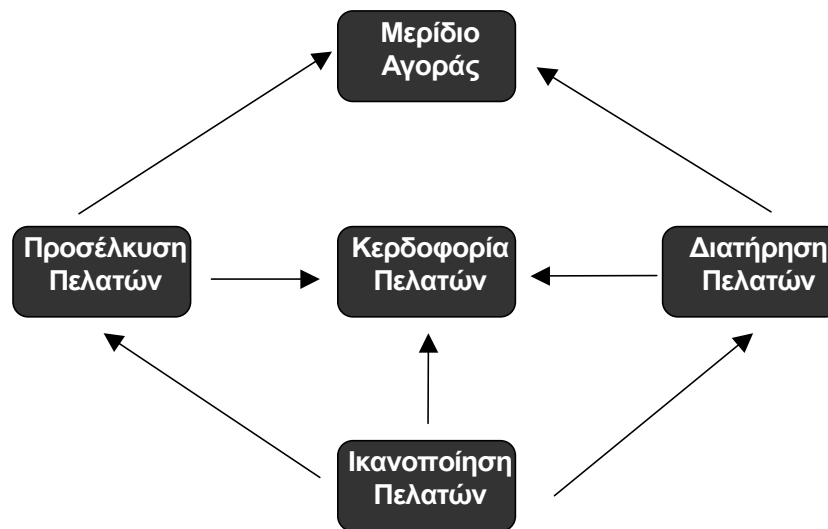 Μερίδιο
Αγοράς
Προσέλκυση
Πελατών
Κερδοφορία
Πελατών
Διατήρηση
Πελατών
Ικανοποίηση
Πελατών